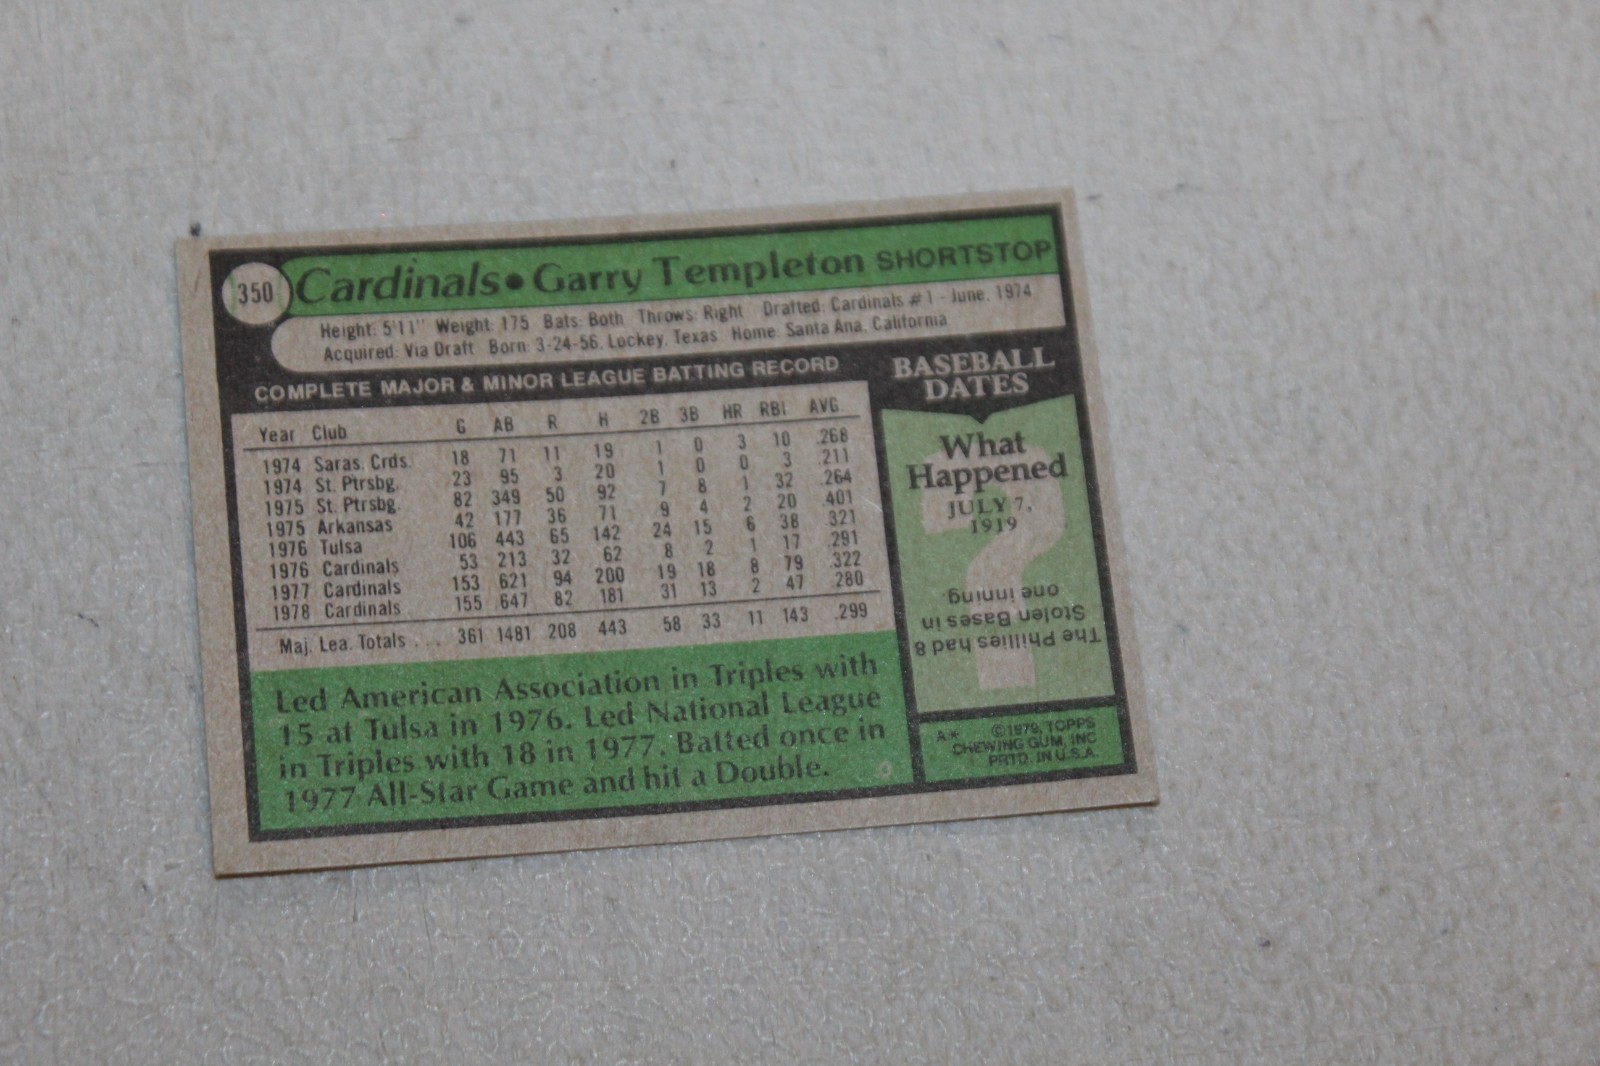 350 Cardinals • Garry Templeton SHORTSTOP
Height: 5'11" Weight: 175 Bats: Both Throws: Right Drafted: Cardinals #1 - June, 1974
Acquired: Via Draft Born: 3-24-56, Lockey, Texas Home: Santa Ana, California
COMPLETE MAJOR & MINOR LEAGUE BATTING RECORD
Year Club G AB R H 2B 3B HR RBI AVG.
1974 Saras. Crds. 18 71 11 19 1 0 3 10 .268
1974 St. Ptrsbg. 23 95 3 20 1 0 0 3 .211
1975 St. Ptrsbg. 82 349 50 92 7 8 1 32 .264
1975 Arkansas 42 177 36 71 9 4 2 20 .401
1976 Tulsa 106 443 65 142 24 15 6 38 .321
1976 Cardinals 53 213 32 62 8 2 1 17 .291
1977 Cardinals 153 621 94 200 19 18 8 79 .322
1978 Cardinals 155 647 82 181 31 13 2 47 .280
Maj. Lea. Totals . . . 361 1481 208 443 58 33 11 143 .299
Led American Association in Triples with
15 at Tulsa in 1976. Led National League
in Triples with 18 in 1977. Batted once in
1977 All-Star Game and hit a Double.
BASEBALL
DATES
What
Happened
JULY 7,
1919
The Phillies had 8
Stolen Bases in
one inning.
A* ©1979, TOPPS
CHEWING GUM, INC
PRTD. IN U.S.A.